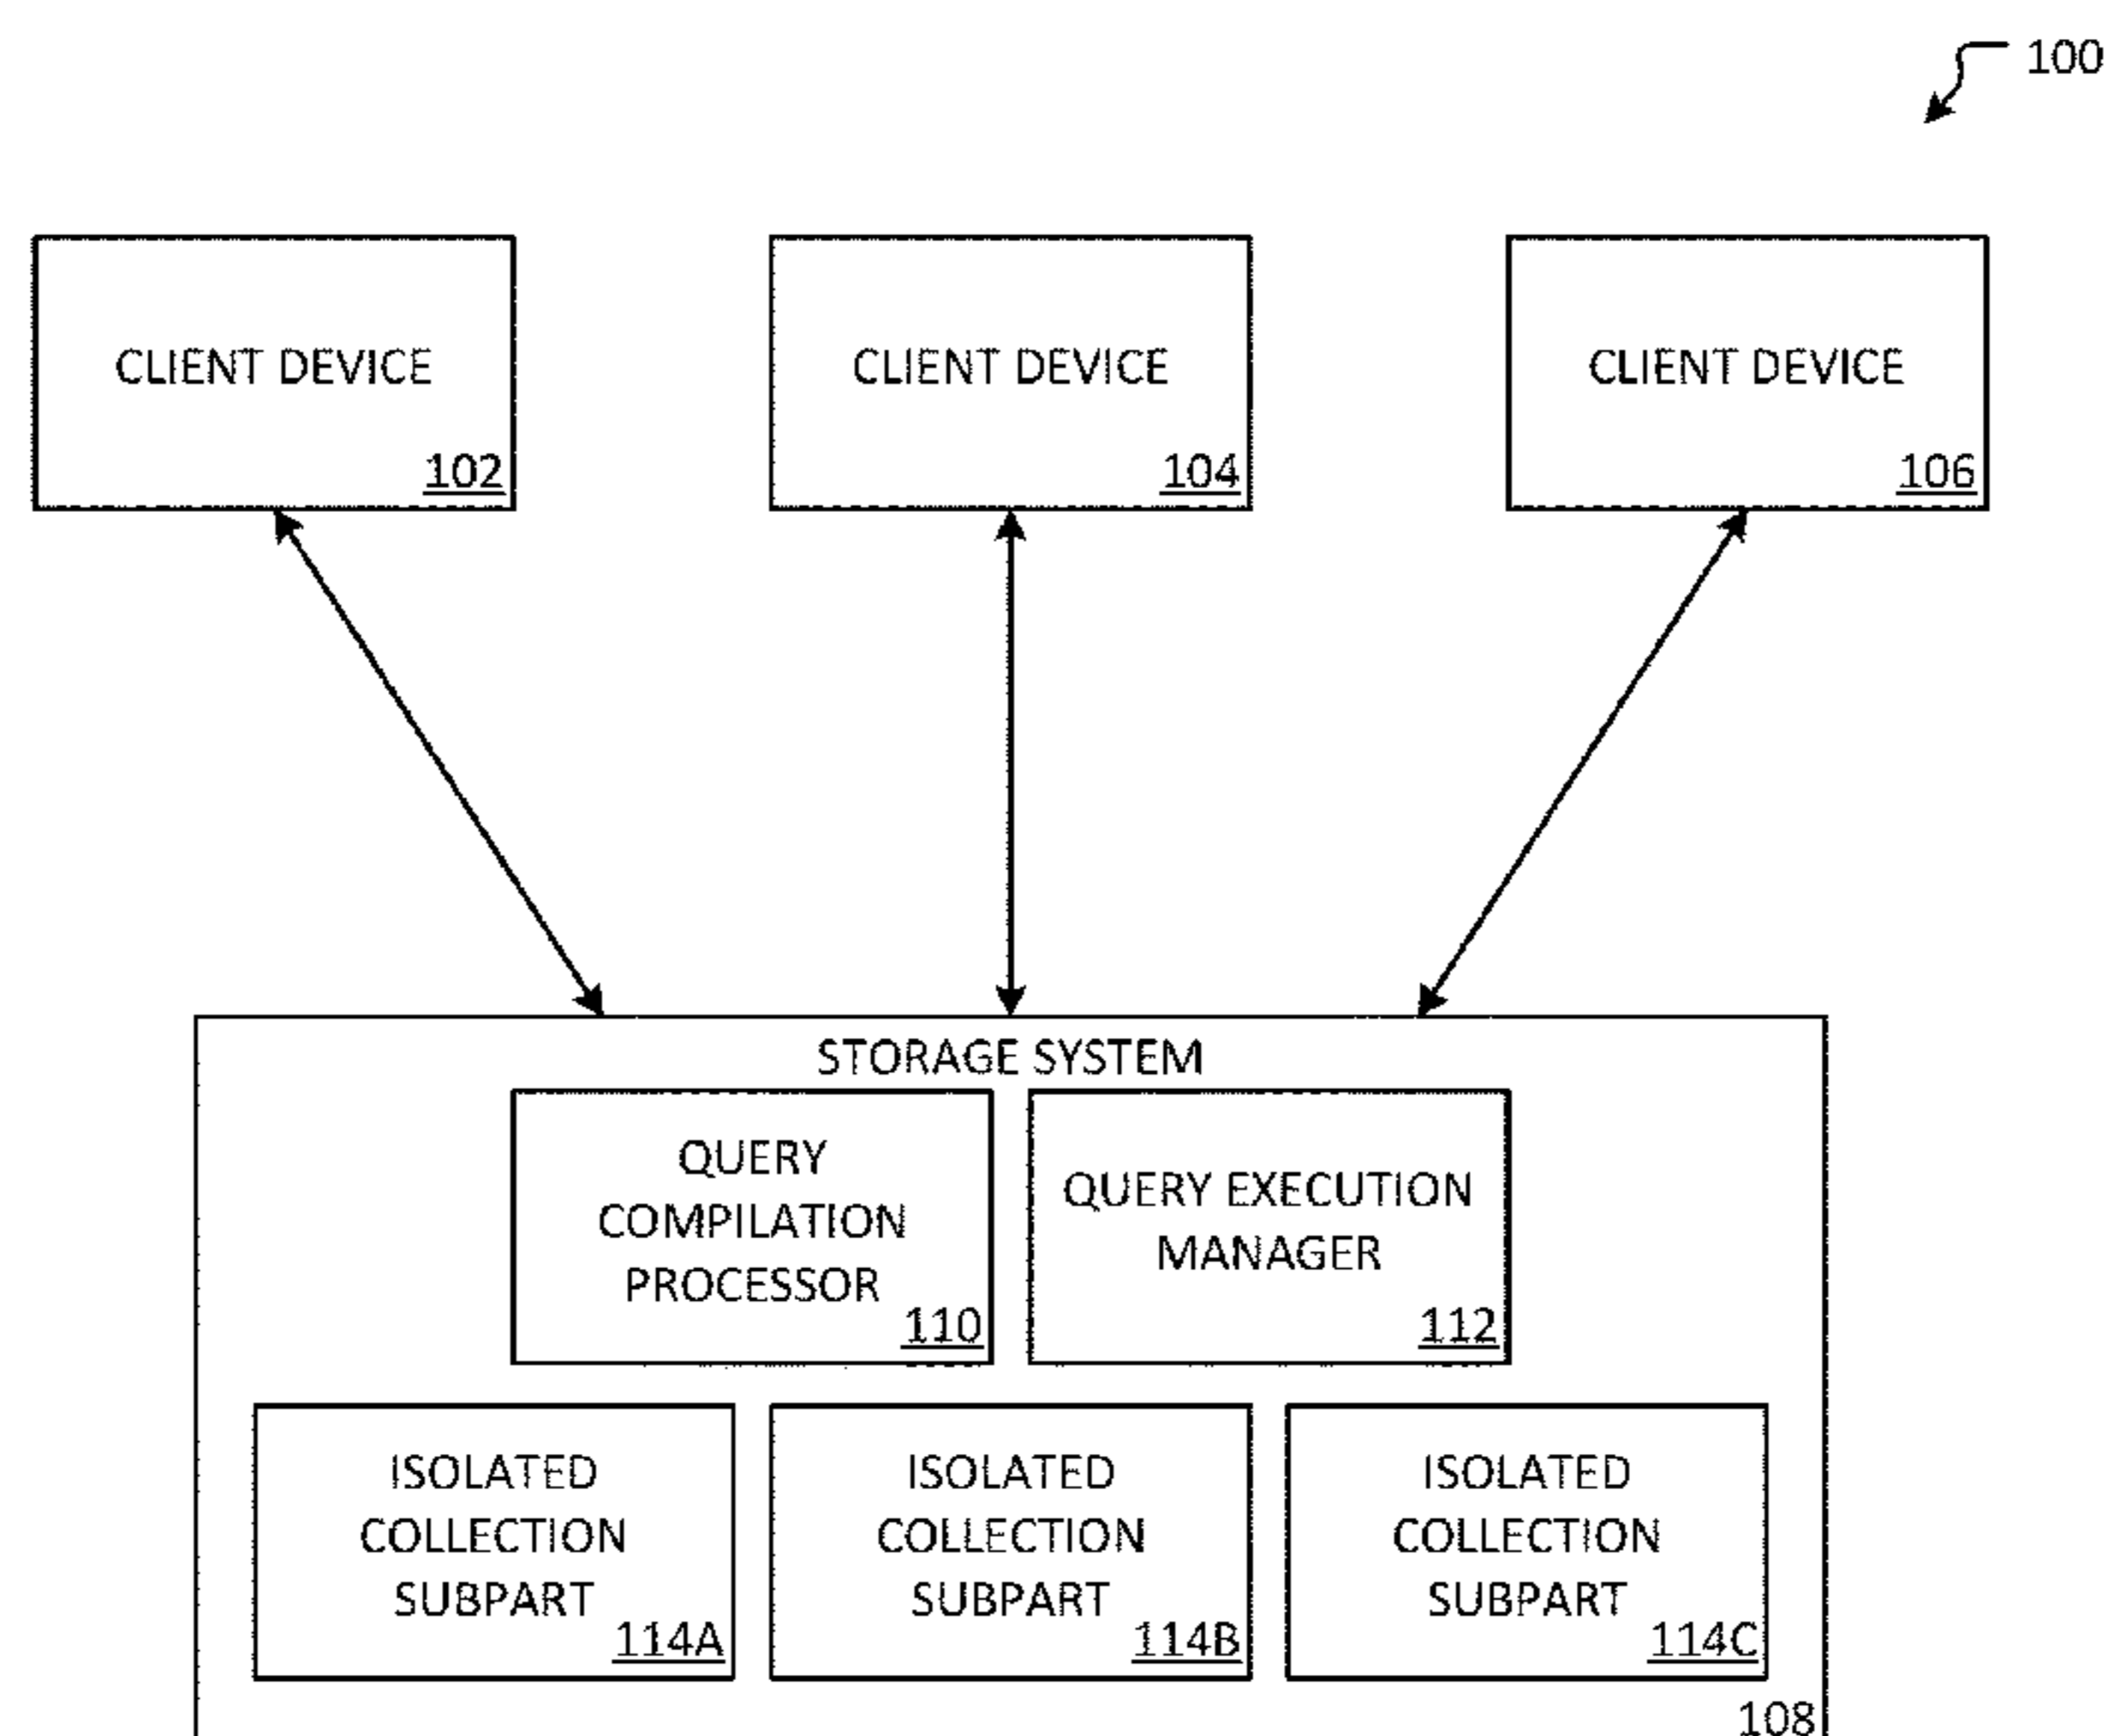 100
CLIENT DEVICE
102
CLIENT DEVICE
104
CLIENT DEVICE
106
STORAGE SYSTEM
QUERY
COMPILATION
PROCESSOR
110
QUERY EXECUTION
MANAGER
112
ISOLATED
COLLECTION
SUBPART
114A
ISOLATED
COLLECTION
SUBPART
114B
ISOLATED
COLLECTION
SUBPART
114C
108